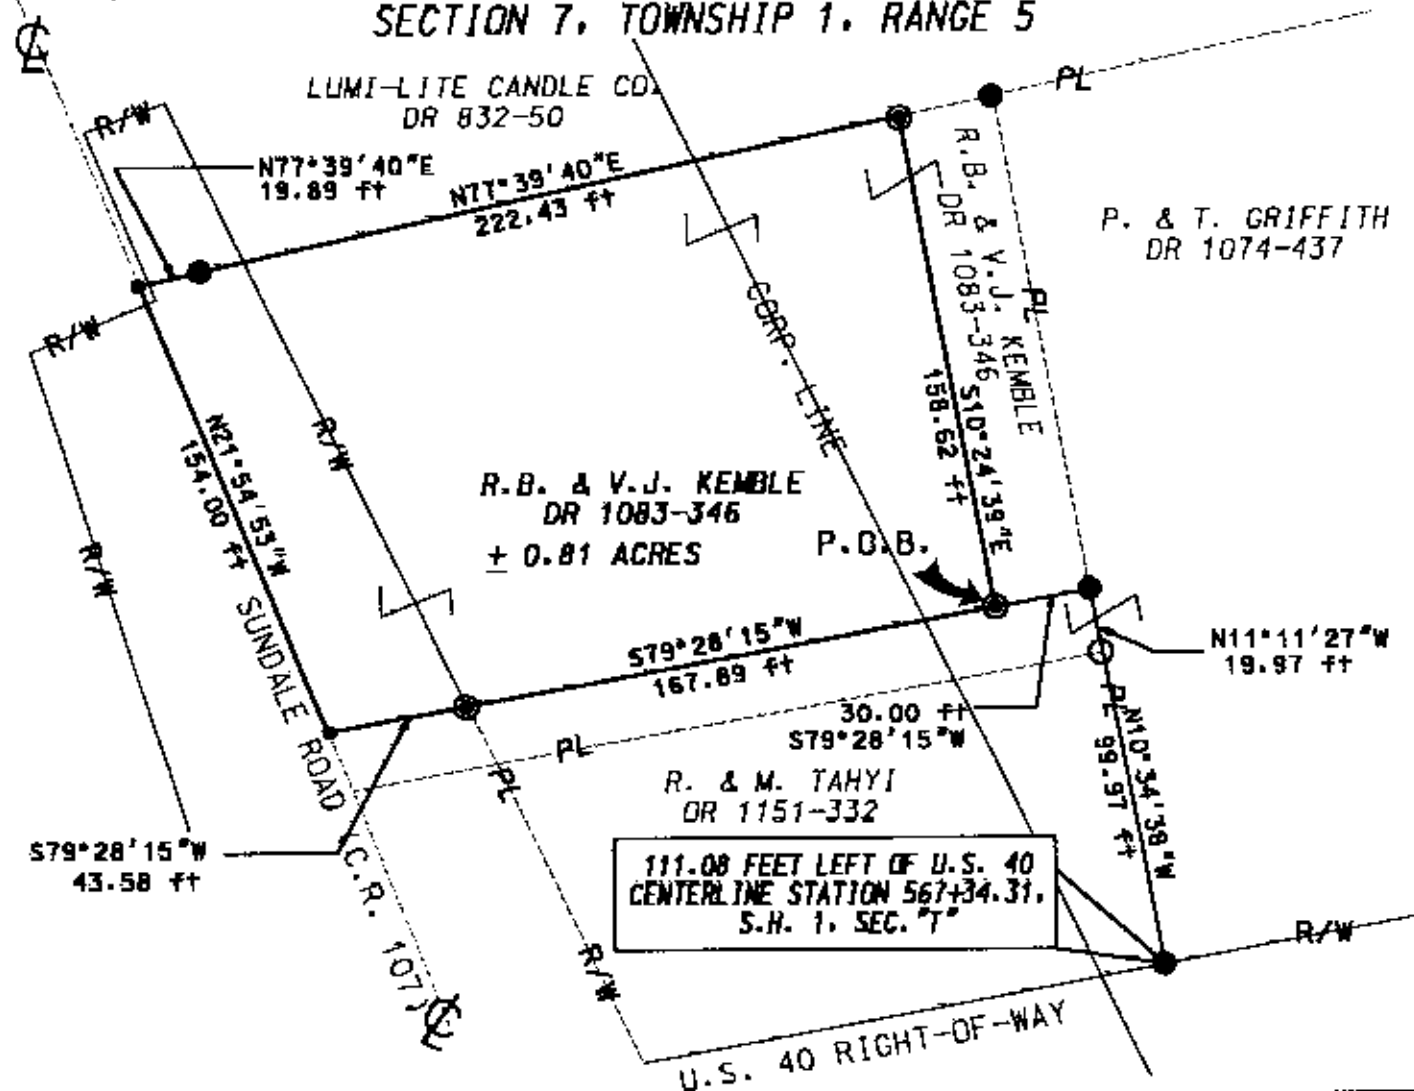 SECTION 7, TOWNSHIP 1, RANGE 5
LUMI-LITE CANDLE CO.
DR 832-50
PL
R/W
N77°39'40"E
19.89 ft
N77°39'40"E
222.43 ft
R.B. & V.J. KEMBLE
DR 1083-346
P. & T. GRIFFITH
DR 1074-437
PL
R/W
CORP. LINE
S10°24'39"E
158.62 ft
N21°54'53"W
154.00 ft
R/W
R.B. & V.J. KEMBLE
DR 1083-346
± 0.81 ACRES
P.O.B.
R/W
SUNDALE ROAD (C.R. 107)
S79°28'15"W
167.89 ft
N11°11'27"W
19.97 ft
30.00 ft
S79°28'15"W
PL
PL
PL
N10°34'38"W
99.97 ft
R. & M. TAHYI
OR 1151-332
S79°28'15"W
43.58 ft
111.08 FEET LEFT OF U.S. 40
CENTERLINE STATION 567+34.31,
S.H. 1, SEC. "T"
R/W
R/W
U.S. 40 RIGHT-OF-WAY